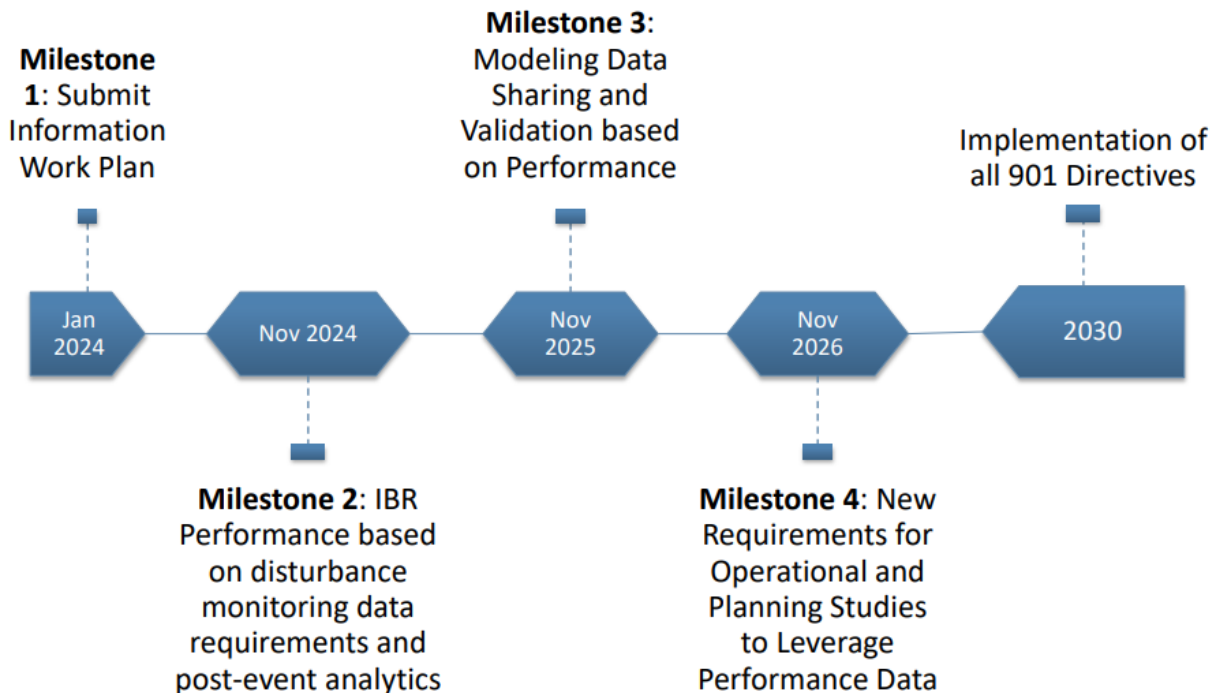 Milestone
1: Submit
Information
Work Plan
Milestone 3:
Modeling Data
Sharing and
Validation based
on Performance
Implementation of
all 901 Directives
Jan
2024
Nov 2024
Nov
2025
Nov
2026
2030
Milestone 2: IBR
Performance based
on disturbance
monitoring data
requirements and
post-event analytics
Milestone 4: New
Requirements for
Operational and
Planning Studies
to Leverage
Performance Data